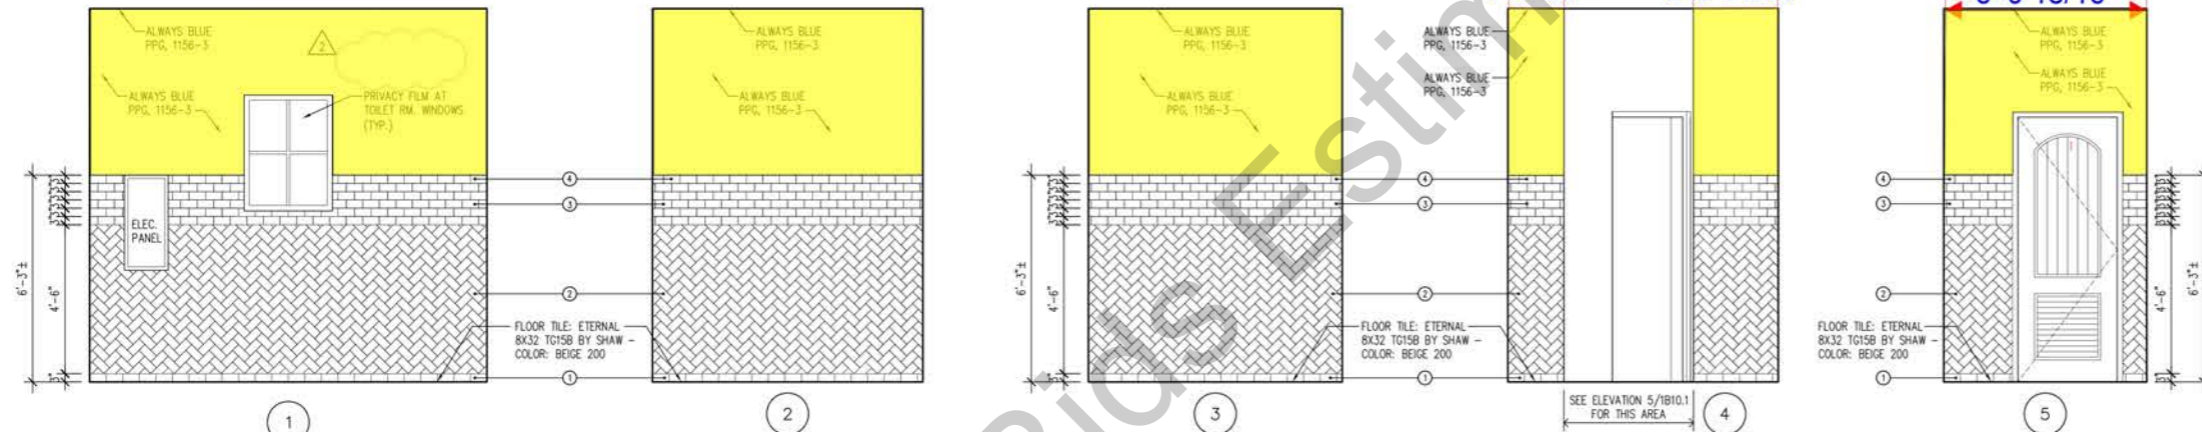 ALWAYS BLUE
PPG, 1156-3
2
ALWAYS BLUE
PPG, 1156-3
PRIVACY FILM AT
TOILET RM. WINDOWS
(TYP.)
ELEC.
PANEL
6'-3"±
4'-6"
3"
1
ALWAYS BLUE
PPG, 1156-3
ALWAYS BLUE
PPG, 1156-3
4
3
2
FLOOR TILE: ETERNAL
8X32 TG15B BY SHAW -
COLOR: BEIGE 200
1
2
ALWAYS BLUE
PPG, 1156-3
ALWAYS BLUE
PPG, 1156-3
6'-3"±
4'-6"
3"
3
ALWAYS BLUE
PPG, 1156-3
ALWAYS BLUE
PPG, 1156-3
4
3
2
FLOOR TILE: ETERNAL
8X32 TG15B BY SHAW -
COLOR: BEIGE 200
1
SEE ELEVATION 5/1B10.1
FOR THIS AREA
4
ALWAYS BLUE
PPG, 1156-3
ALWAYS BLUE
PPG, 1156-3
4
3
2
FLOOR TILE: ETERNAL
8X32 TG15B BY SHAW -
COLOR: BEIGE 200
1
4'-6"
6'-3"±
3"
5
Bids Estim